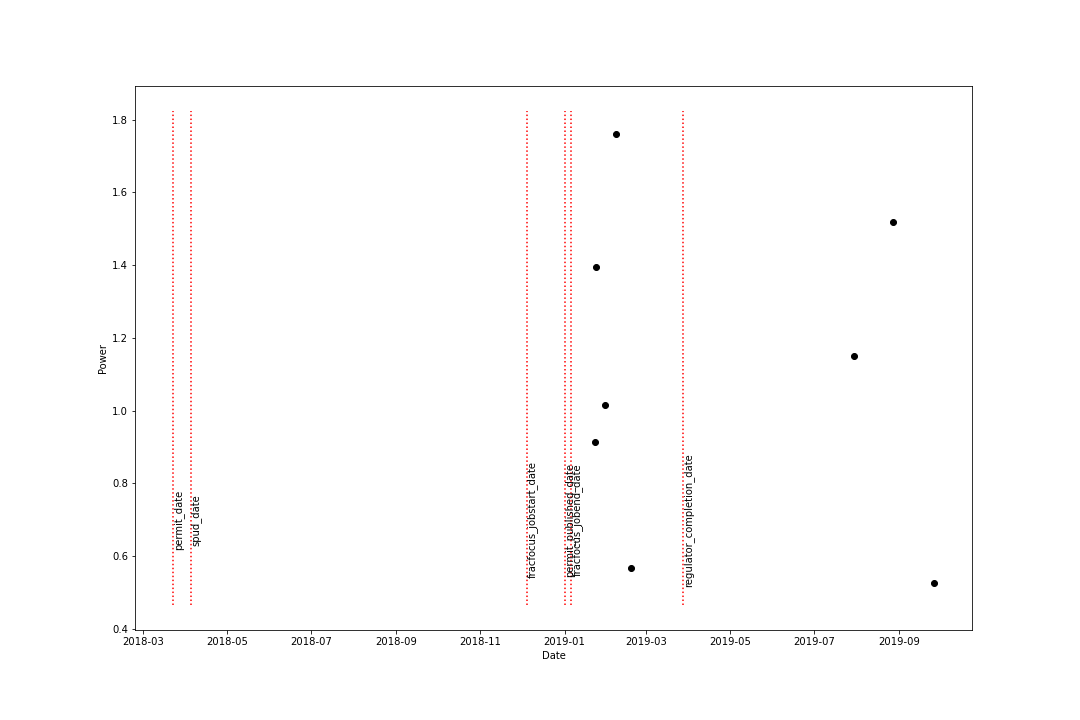 1.8
1.6
1.4
1.2
1.0
0.8
0.6
0.4
Power
permit_date
spud_date
fracfocus_jobstart_date
permit_published_date
fracfocus_jobend_date
regulator_completion_date
2018-03
2018-05
2018-07
2018-09
2018-11
2019-01
2019-03
2019-05
2019-07
2019-09
Date